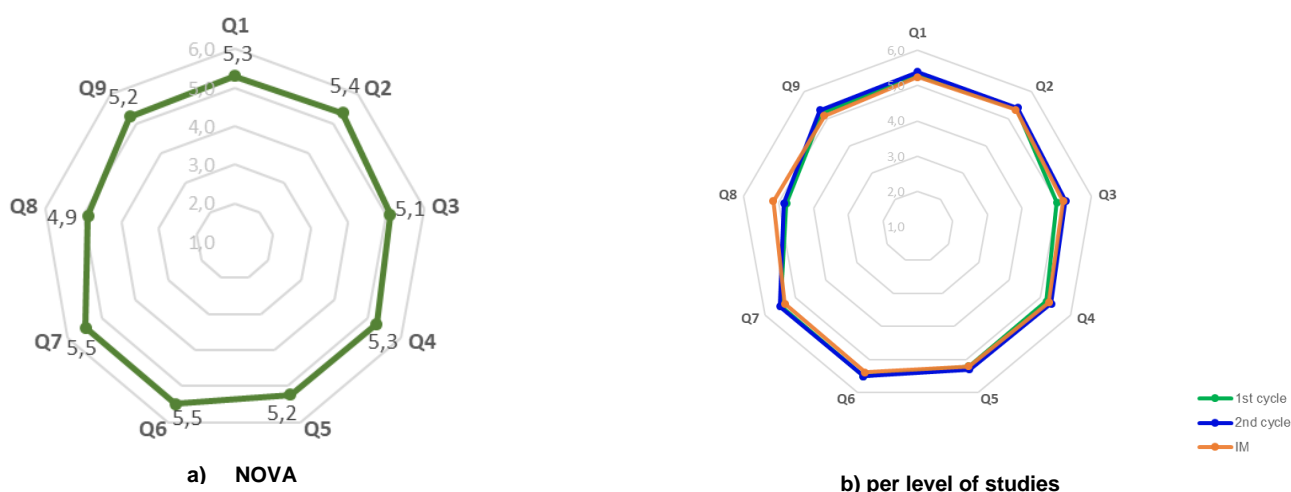 Q1
6,0
5,3
Q2
5,4
5,0
Q9
5,2
4,0
3,0
2,0
1,0
Q8
4,9
Q3
5,1
Q7
5,5
Q4
5,3
Q6
5,5
Q5
5,2
a) NOVA
Q1
6,0
Q9
Q2
5,0
4,0
3,0
2,0
1,0
Q8
Q3
Q7
Q4
Q6
Q5
1st cycle
2nd cycle
IM
b) per level of studies